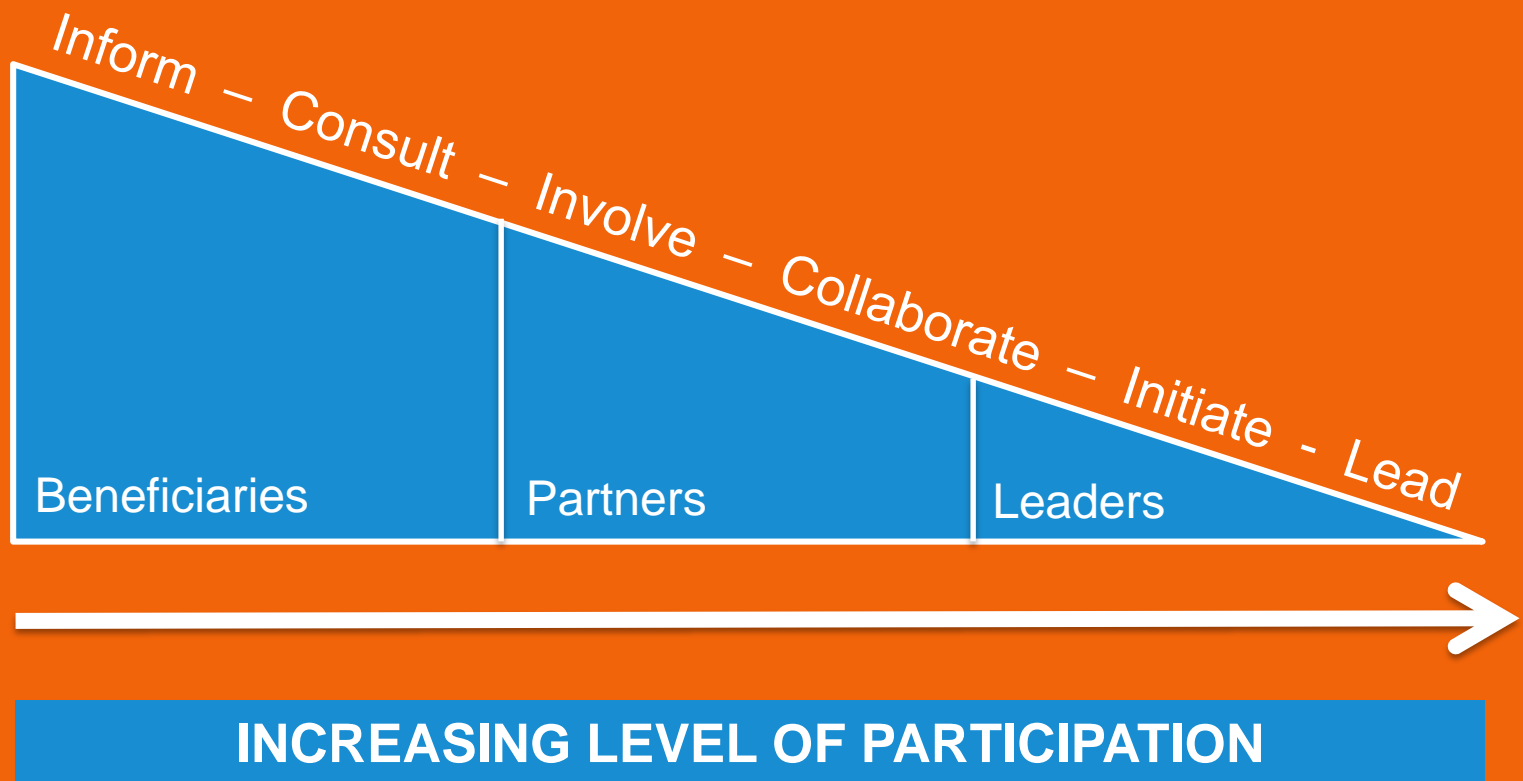 Inform – Consult – Involve – Collaborate – Initiate - Lead
Beneficiaries
Partners
Leaders
INCREASING LEVEL OF PARTICIPATION